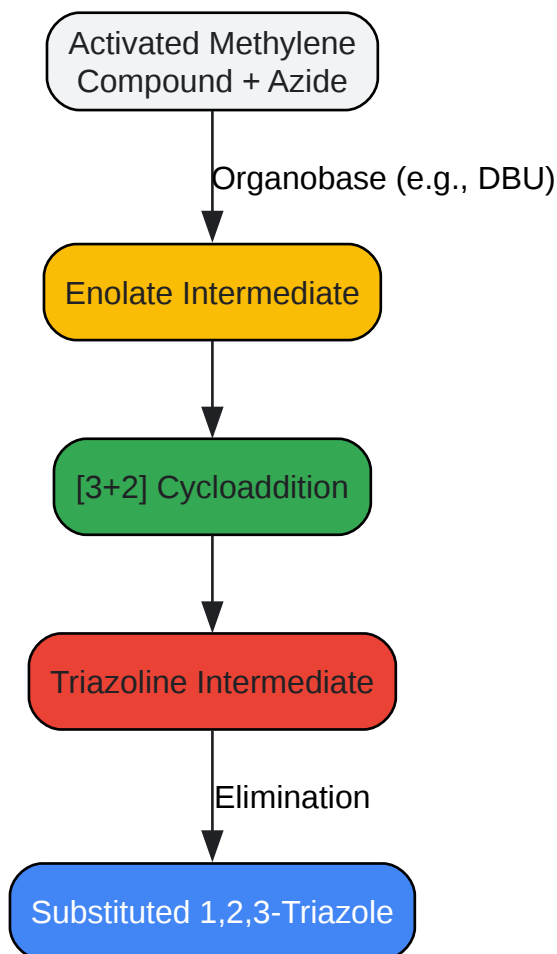 Activated Methylene
Compound + Azide
Organobase (e.g., DBU)
Enolate Intermediate
[3+2] Cycloaddition
Triazoline Intermediate
Elimination
Substituted 1,2,3-Triazole